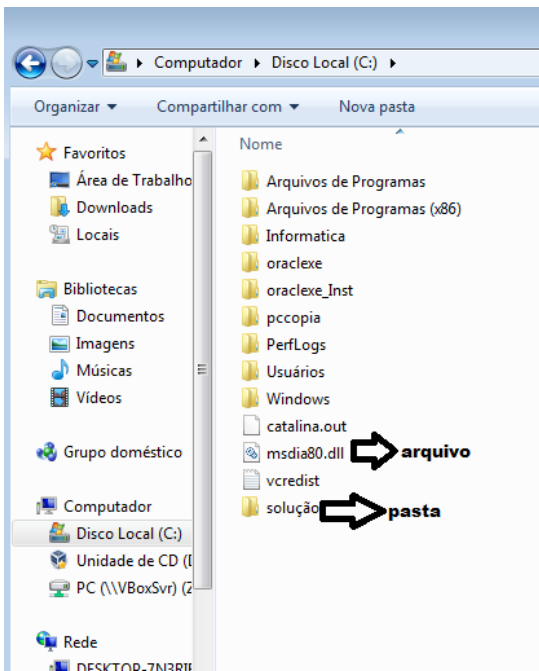 Computador ▸ Disco Local (C:) ▸
Organizar Compartilhar com Nova pasta
Favoritos
Área de Trabalho
Downloads
Locais
Bibliotecas
Documentos
Imagens
Músicas
Vídeos
Grupo doméstico
Computador
Disco Local (C:)
Unidade de CD (
PC (\\VBoxSvr) (
Rede
Nome
Arquivos de Programas
Arquivos de Programas (x86)
Informatica
oraclexe
oraclexe_Inst
pccopia
PerfLogs
Usuários
Windows
catalina.out
msdia80.dll arquivo
vcredist
solução pasta